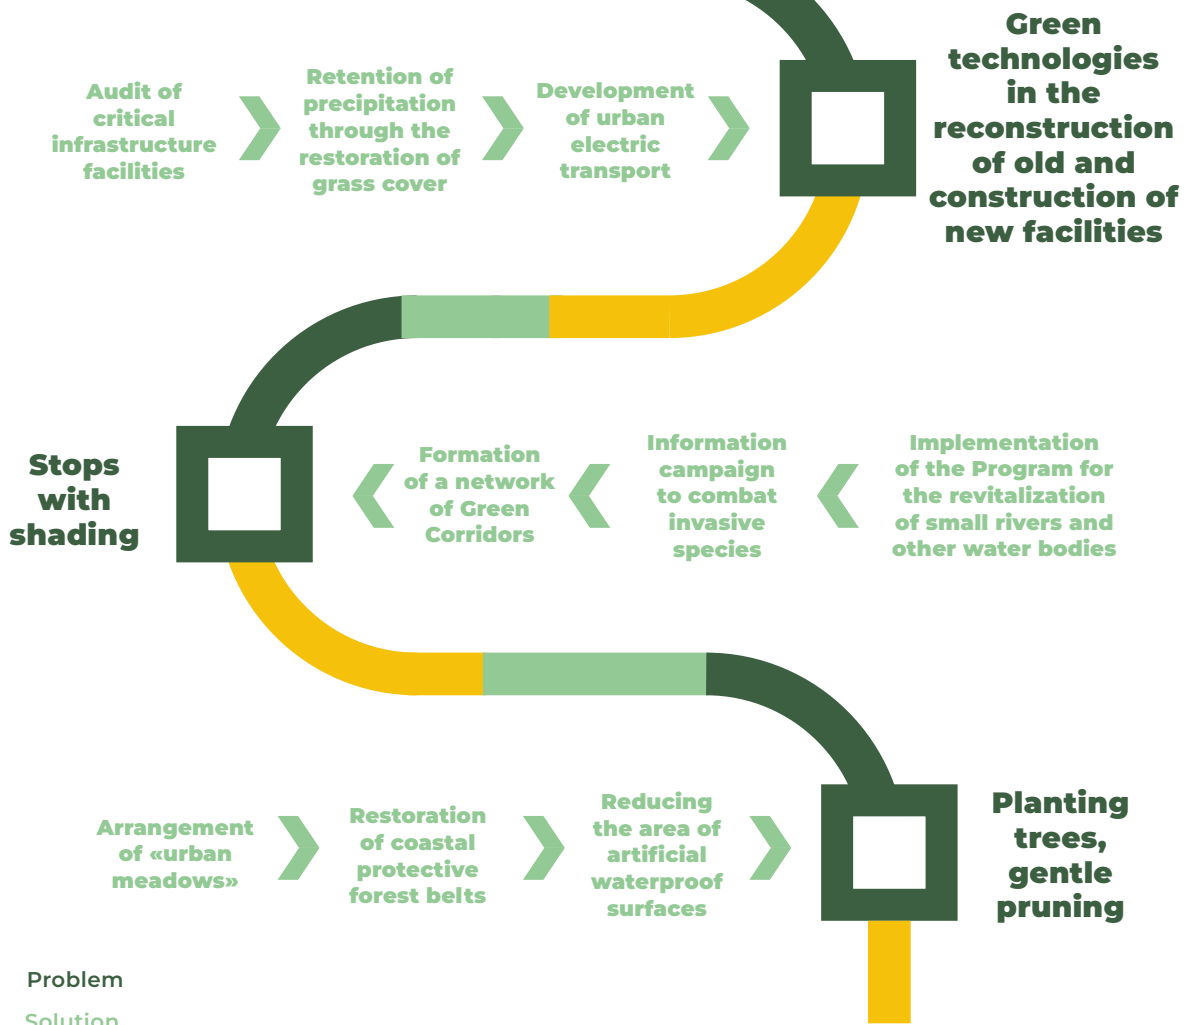 Green
technologies
in the
reconstruction
of old and
construction of
new facilities
Audit of
critical
infrastructure
facilities
Retention of
precipitation
through the
restoration of
grass cover
Development
of urban
electric
transport
Stops
with
shading
Formation
of a network
of Green
Corridors
Information
campaign
to combat
invasive
species
Implementation
of the Program for
the revitalization
of small rivers and
other water bodies
Arrangement
of «urban
meadows»
Restoration
of coastal
protective
forest belts
Reducing
the area of
artificial
waterproof
surfaces
Planting
trees,
gentle
pruning
Problem
Solution